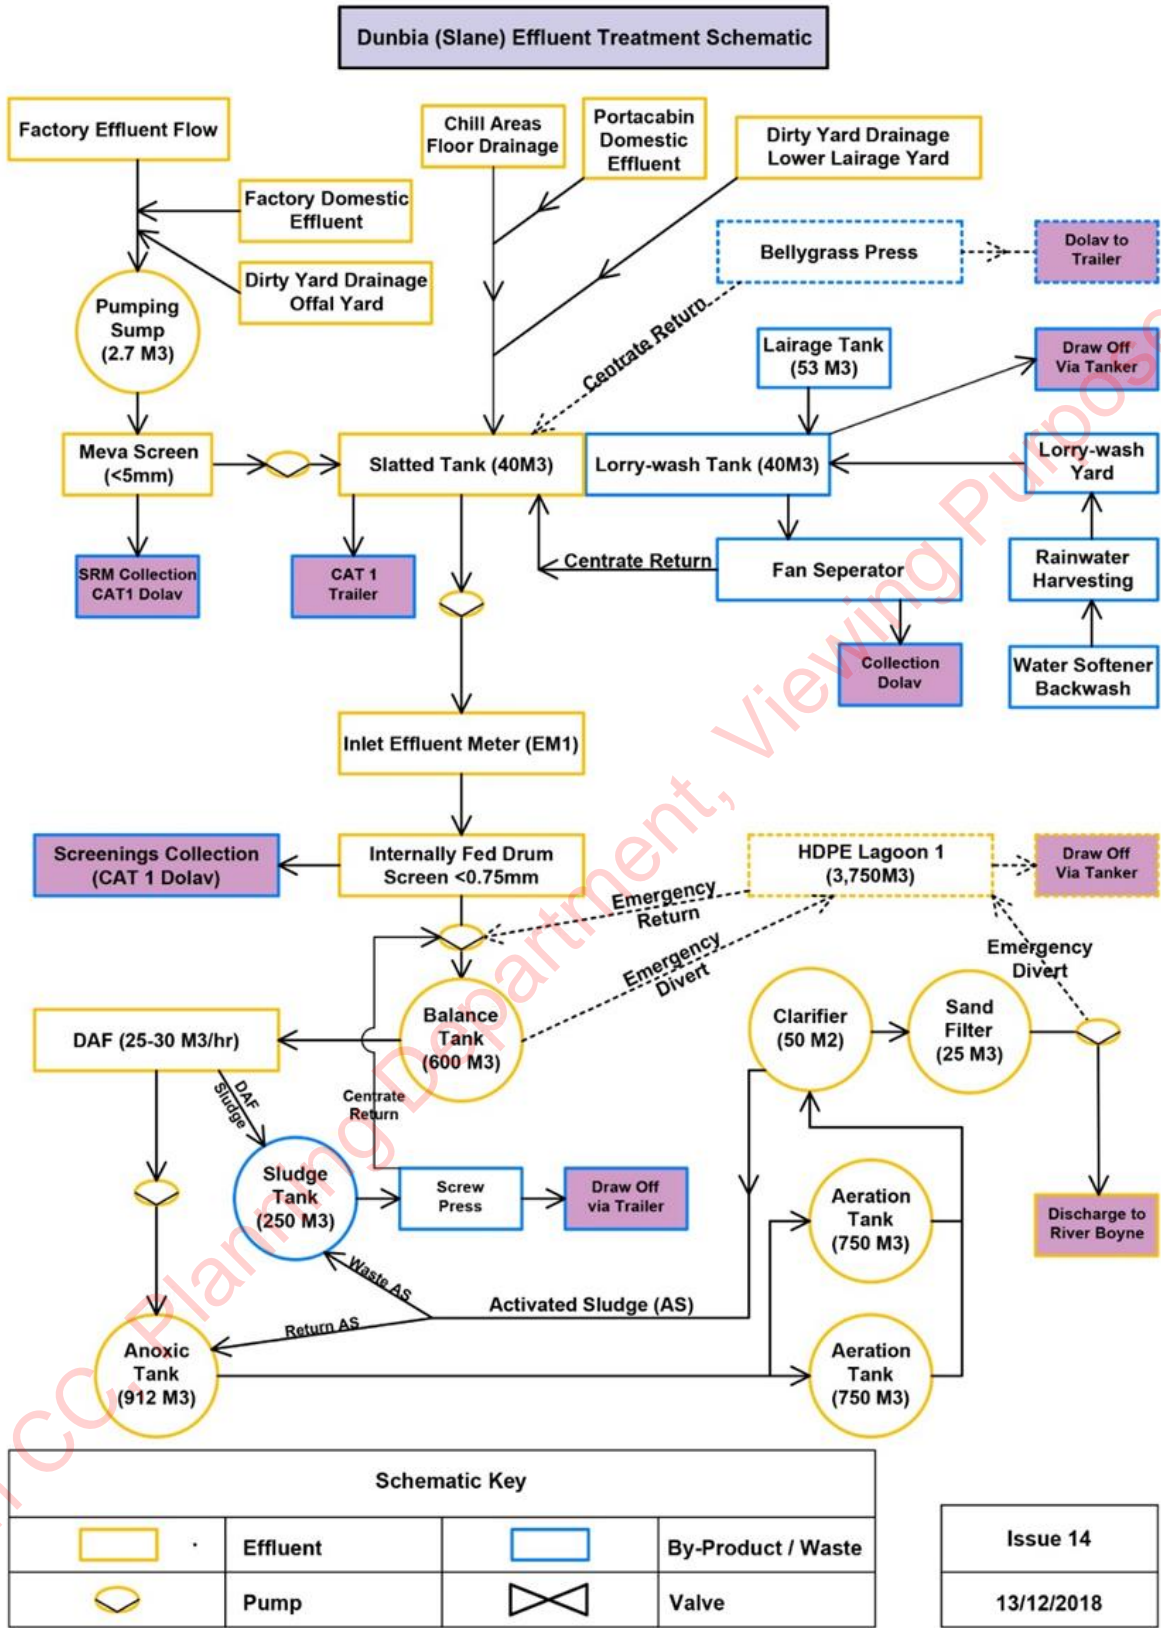 Dunbia (Slane) Effluent Treatment Schematic
Factory Effluent Flow
Chill Areas
Floor Drainage
Portacabin
Domestic
Effluent
Dirty Yard Drainage
Lower Lairage Yard
Factory Domestic
Effluent
Dirty Yard Drainage
Offal Yard
Bellygrass Press
Dolav to
Trailer
Pumping
Sump
(2.7 M3)
Centrate Return
Lairage Tank
(53 M3)
Draw Off
Via Tanker
Meva Screen
(<5mm)
Slatted Tank (40M3)
Lorry-wash Tank (40M3)
Lorry-wash
Yard
SRM Collection
CAT1 Dolav
CAT 1
Trailer
Centrate Return
Fan Seperator
Rainwater
Harvesting
Collection
Dolav
Water Softener
Backwash
Inlet Effluent Meter (EM1)
Screenings Collection
(CAT 1 Dolav)
Internally Fed Drum
Screen <0.75mm
HDPE Lagoon 1
(3,750M3)
Draw Off
Via Tanker
Emergency
Return
Emergency
Divert
Emergency
Divert
DAF (25-30 M3/hr)
Balance
Tank
(600 M3)
Clarifier
(50 M2)
Sand
Filter
(25 M3)
DAF
Sludge
Centrate
Return
Sludge
Tank
(250 M3)
Screw
Press
Draw Off
via Trailer
Aeration
Tank
(750 M3)
Discharge to
River Boyne
Waste AS
Activated Sludge (AS)
Return AS
Anoxic
Tank
(912 M3)
Aeration
Tank
(750 M3)
Schematic Key
Effluent
By-Product / Waste
Pump
Valve
Issue 14
13/12/2018
CC, Planning Department, Viewing Purposes